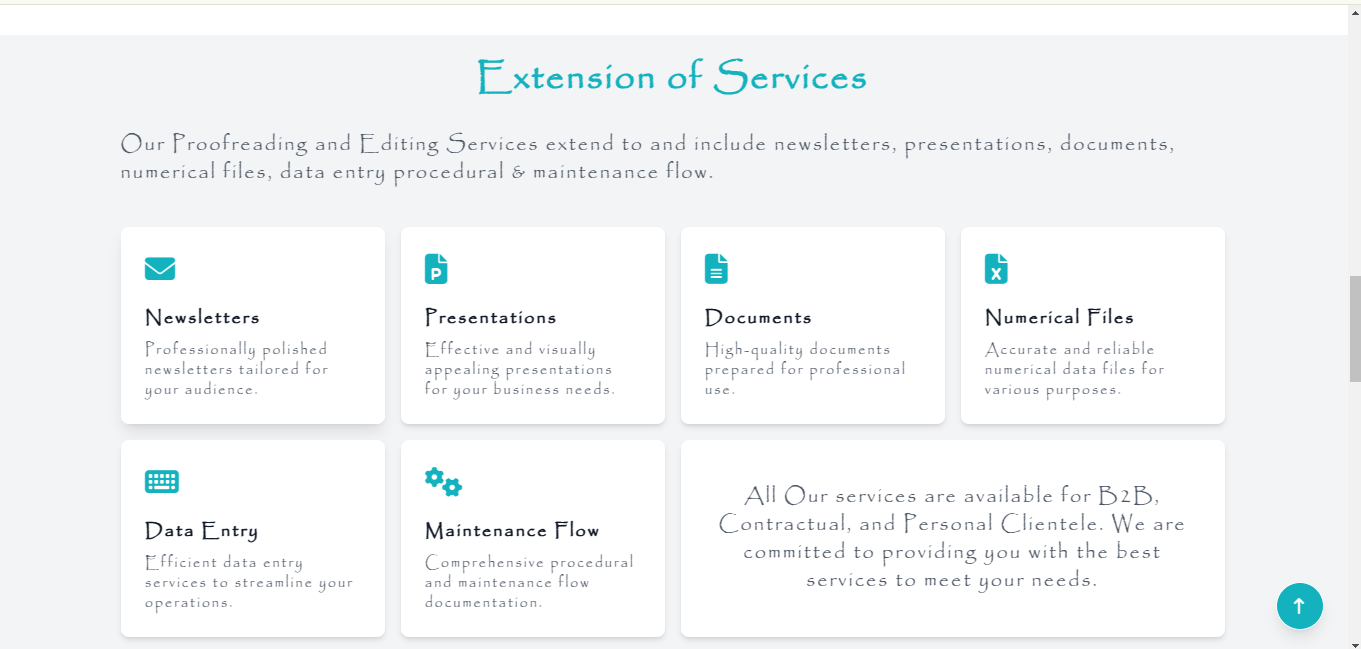 Extension of Services
Our Proofreading and Editing Services extend to and include newsletters, presentations, documents,
numerical files, data entry procedural & maintenance flow.
Newsletters
Professionally polished
newsletters tailored for
your audience.
P
Presentations
Effective and visually
appealing presentations
for your business needs.
Documents
High-quality documents
prepared for professional
use.
X
Numerical Files
Accurate and reliable
numerical data files for
various purposes.
Data Entry
Efficient data entry
services to streamline your
operations.
Maintenance Flow
Comprehensive procedural
and maintenance flow
documentation.
All Our services are available for B2B,
Contractual, and Personal Clientele. We are
committed to providing you with the best
services to meet your needs.